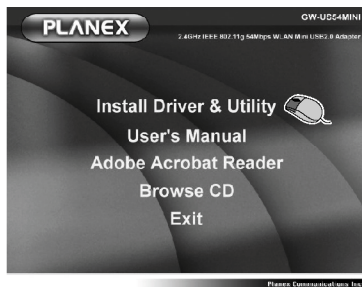 GW-US54MINI
PLANEX
2.4GHz IEEE 802.11g 54Mbps WLAN Mini USB2.0 Adapter
Install Driver & Utility
User's Manual
Adobe Acrobat Reader
Browse CD
Exit
Planex Communications Inc